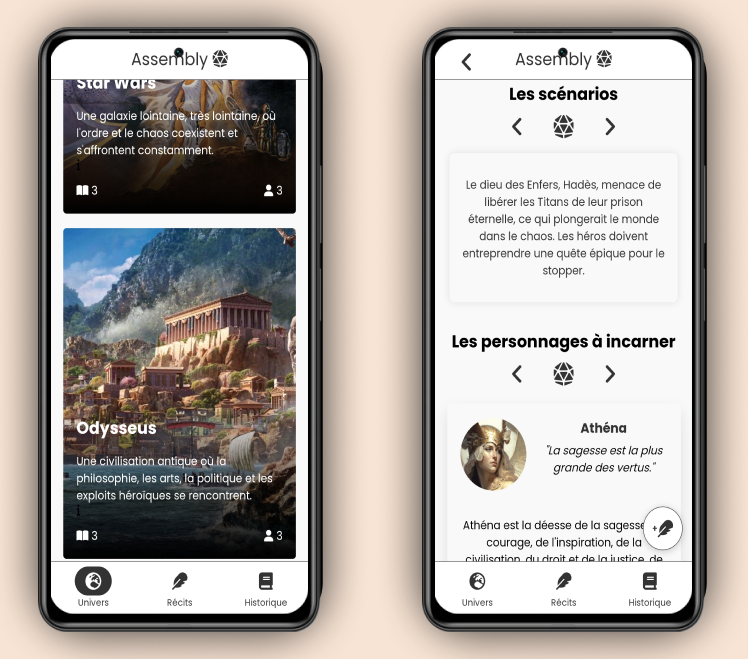 Assembly
Star Wars
Une galaxie lointaine, très lointaine, où
l'ordre et le chaos coexistent et
s'affrontent constamment.
i
3
3
Odysseus
Une civilisation antique où la
philosophie, les arts, la politique et les
exploits héroïques se rencontrent.
i
3
3
Univers
Récits
Historique
Assembly
Les scénarios
Le dieu des Enfers, Hadès, menace de
libérer les Titans de leur prison
éternelle, ce qui plongerait le monde
dans le chaos. Les héros doivent
entreprendre une quête épique pour le
stopper.
Les personnages à incarner
Athéna
"La sagesse est la plus
grande des vertus."
Athéna est la déesse de la sagesse
courage, de l'inspiration, de la
civilisation, du droit et de la justice, de
+
Univers
Récits
Historique